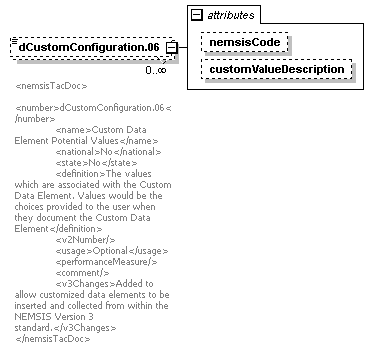 attributes
dCustomConfiguration.06
nemsisCode
0..∞
customValueDescription
<nemsisTacDoc>
<number>dCustomConfiguration.06<
/number>
<name>Custom Data
Element Potential Values</name>
<national>No</national>
<state>No</state>
<definition>The values
which are associated with the Custom
Data Element. Values would be the
choices provided to the user when
they document the Custom Data
Element</definition>
<v2Number/>
<usage>Optional</usage>
<performanceMeasure/>
<comment/>
<v3Changes>Added to
allow customized data elements to be
inserted and collected from within the
NEMSIS Version 3
standard.</v3Changes>
</nemsisTacDoc>